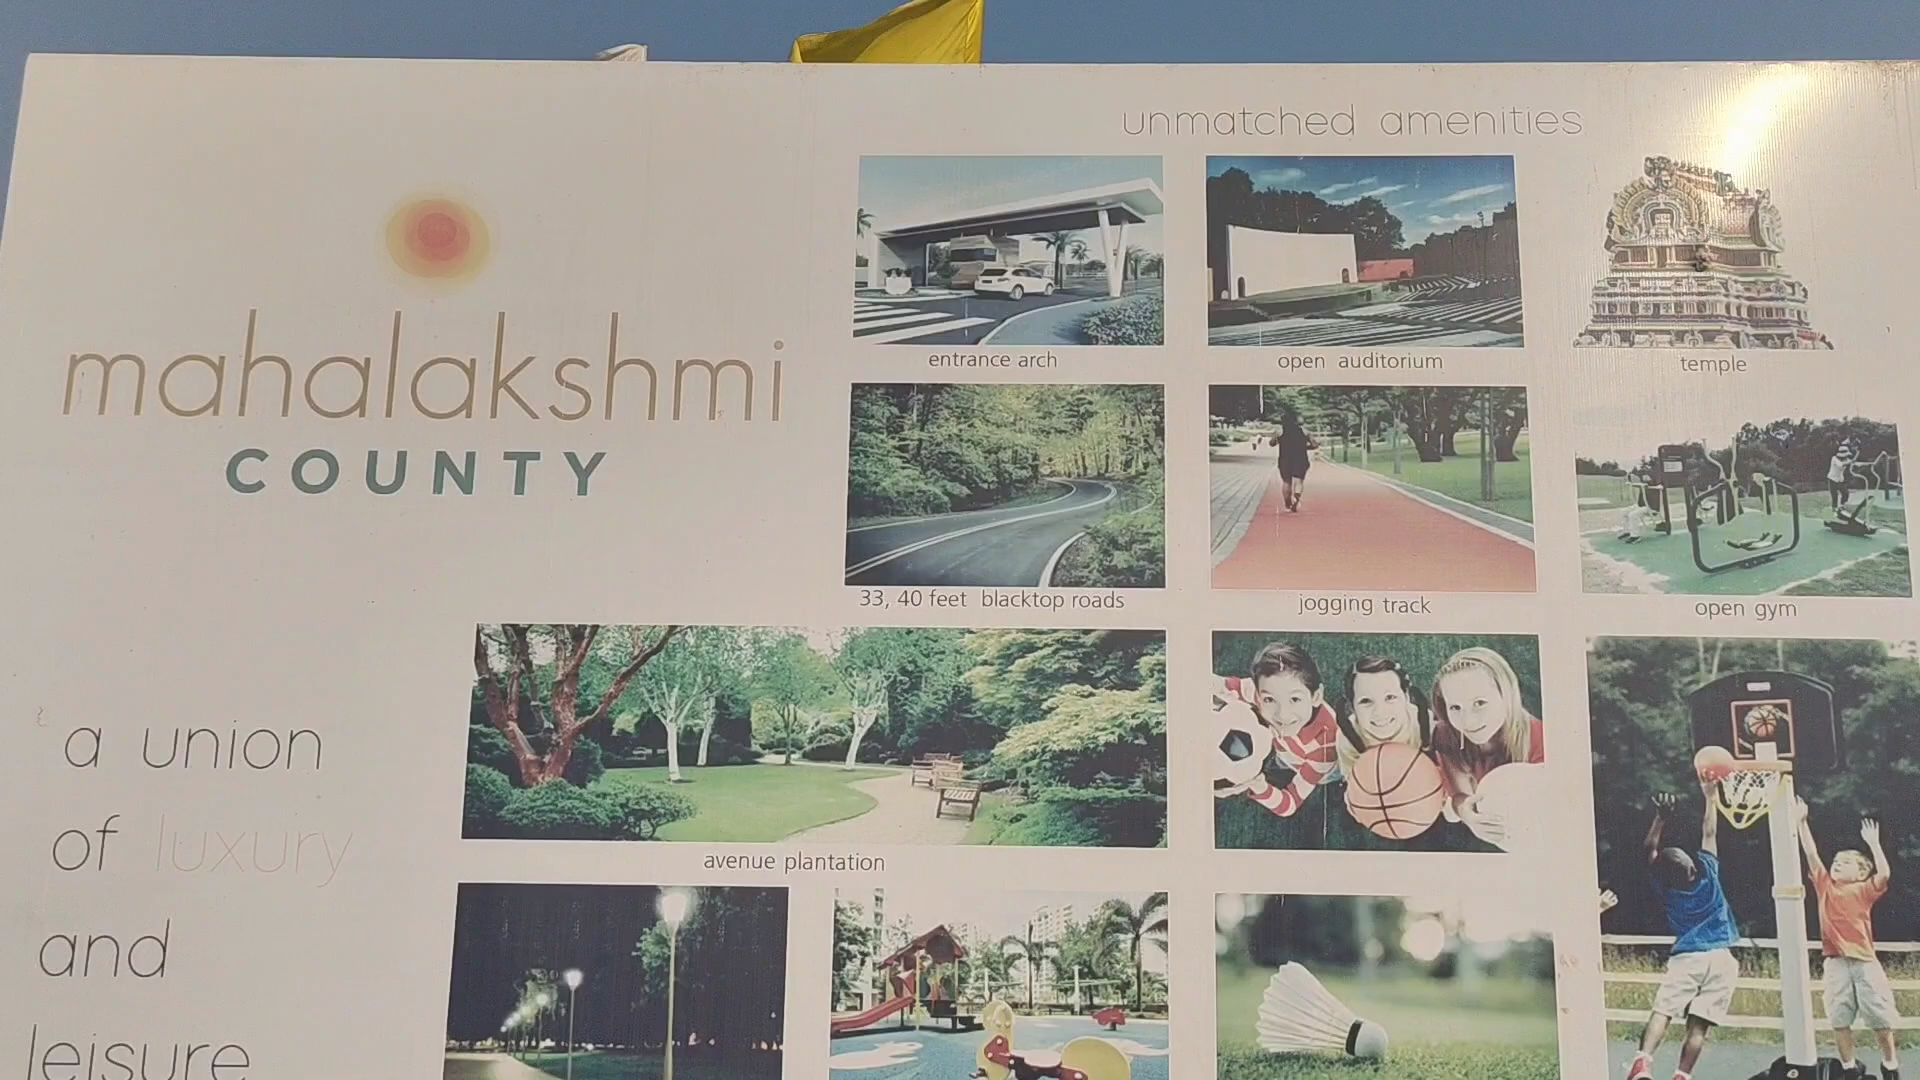 mahalakshmi
COUNTY
a union
of luxury
and
leisure
unmatched amenities
entrance arch
open auditorium
temple
33, 40 feet blacktop roads
jogging track
open gym
avenue plantation